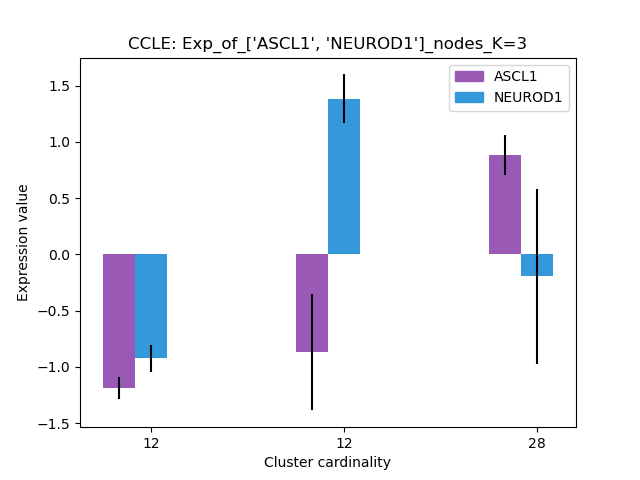 CCLE: Exp_of_['ASCL1', 'NEUROD1']_nodes_K=3
ASCL1
NEUROD1
1.5
1.0
0.5
0.0
−0.5
−1.0
−1.5
Expression value
12
12
28
Cluster cardinality